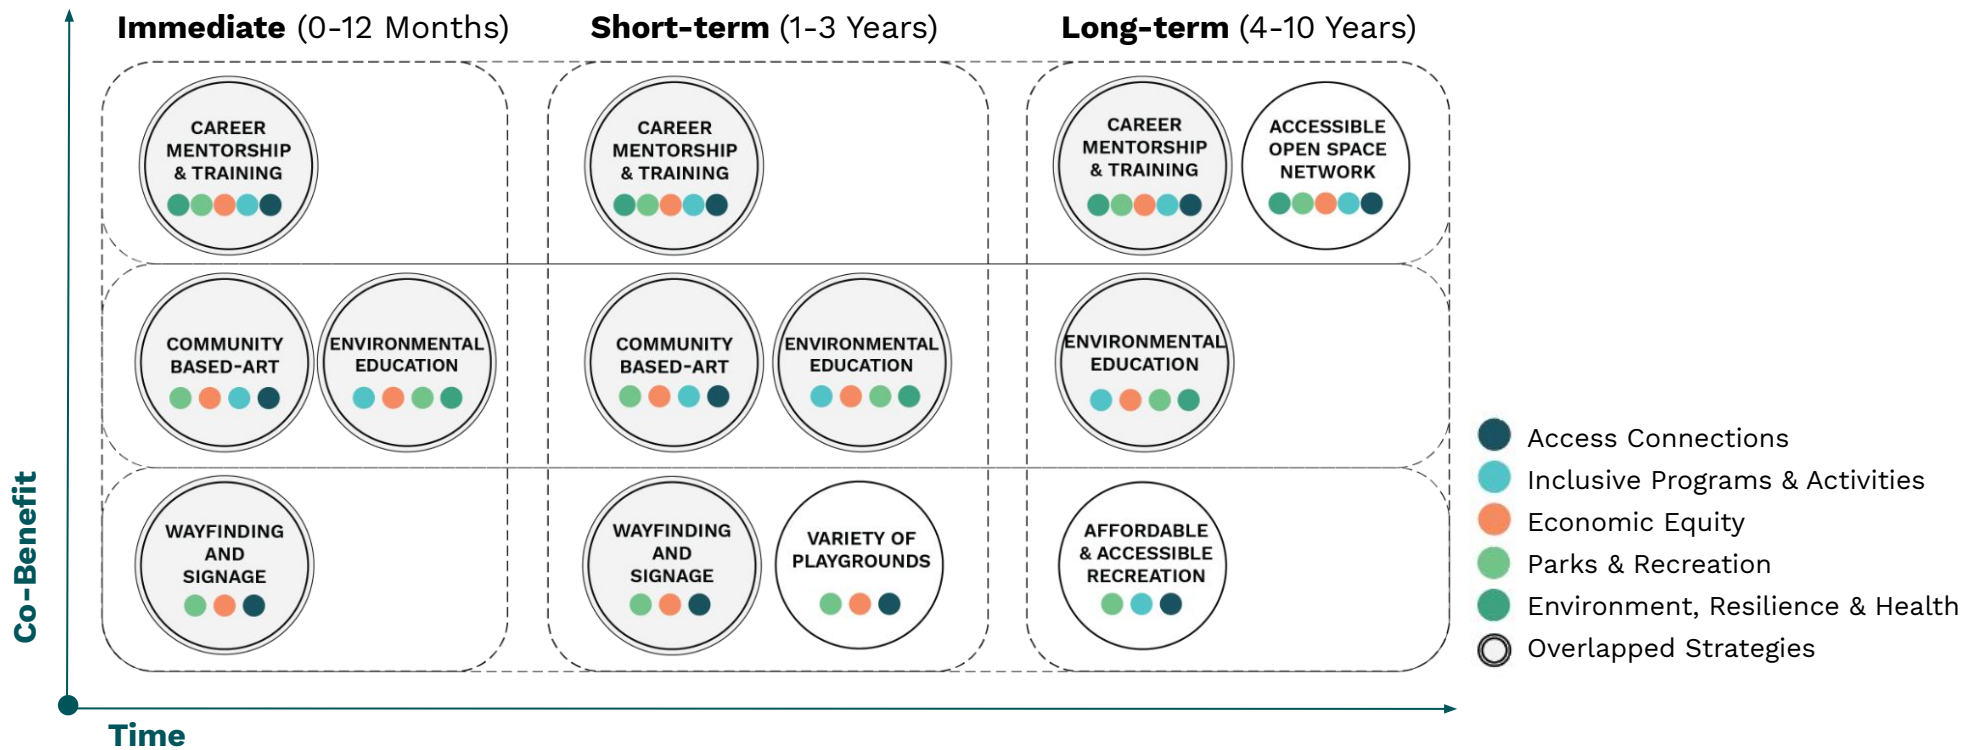 Immediate (0-12 Months)
Short-term (1-3 Years)
Long-term (4-10 Years)
CAREER
MENTORSHIP
& TRAINING
CAREER
MENTORSHIP
& TRAINING
CAREER
MENTORSHIP
& TRAINING
ACCESSIBLE
OPEN SPACE
NETWORK
COMMUNITY
BASED-ART
ENVIRONMENTAL
EDUCATION
COMMUNITY
BASED-ART
ENVIRONMENTAL
EDUCATION
ENVIRONMENTAL
EDUCATION
WAYFINDING
AND
SIGNAGE
WAYFINDING
AND
SIGNAGE
VARIETY OF
PLAYGROUNDS
AFFORDABLE
& ACCESSIBLE
RECREATION
Access Connections
Inclusive Programs & Activities
Economic Equity
Parks & Recreation
Environment, Resilience & Health
Overlapped Strategies
Co-Benefit
Time